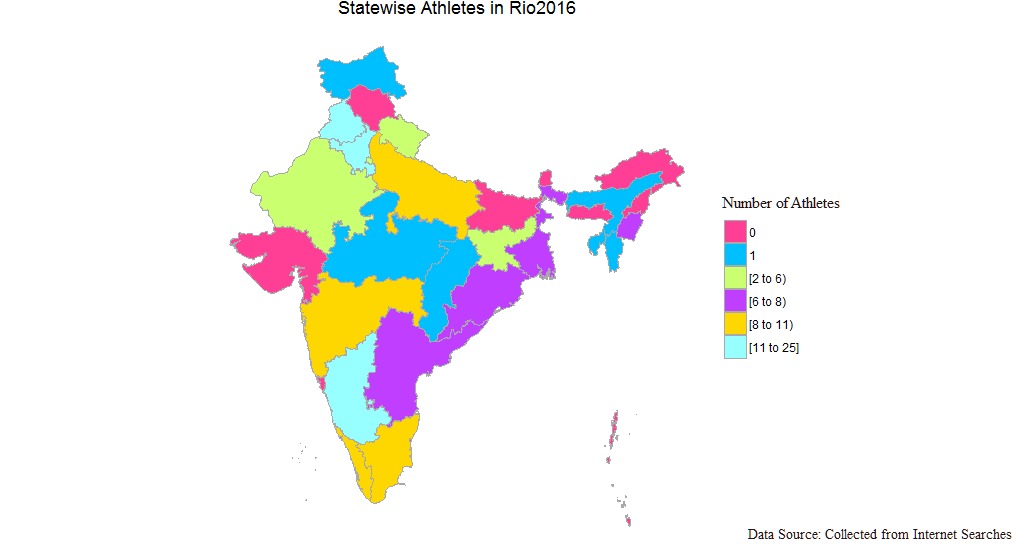 Statewise Athletes in Rio2016
Number of Athletes
0
1
[2 to 6)
[6 to 8)
[8 to 11)
[11 to 25]
Data Source: Collected from Internet Searches